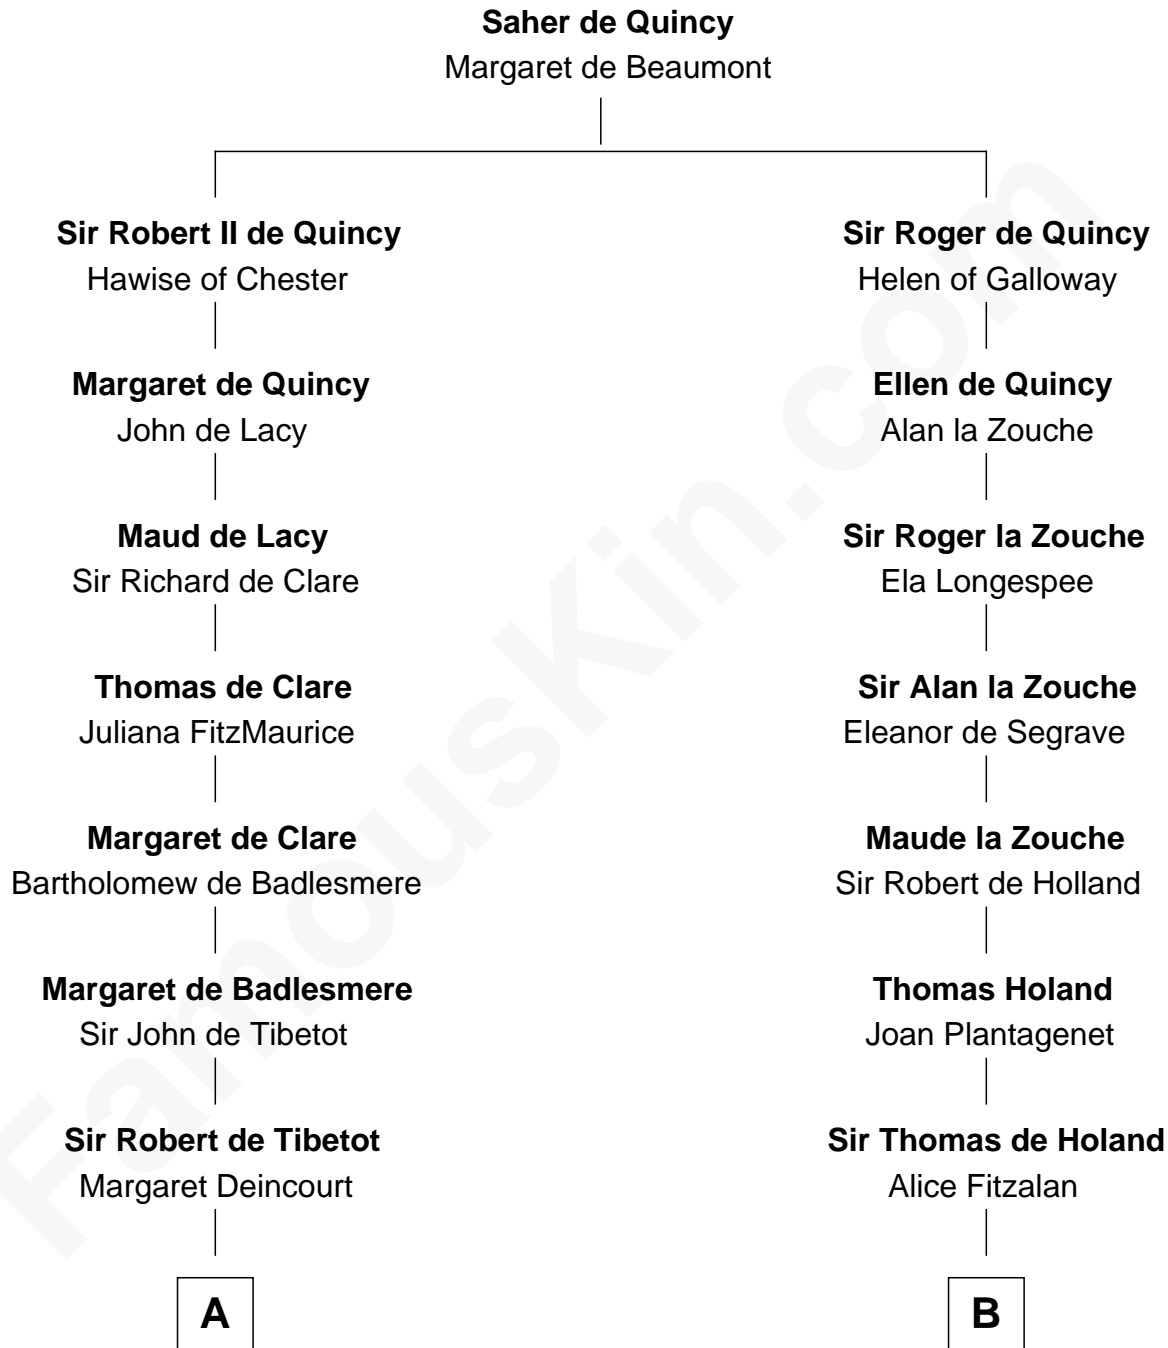 Saher de Quincy
Margaret de Beaumont
Sir Robert II de Quincy
Hawise of Chester
Margaret de Quincy
John de Lacy
Maud de Lacy
Sir Richard de Clare
Thomas de Clare
Juliana FitzMaurice
Margaret de Clare
Bartholomew de Badlesmere
Margaret de Badlesmere
Sir John de Tibetot
Sir Robert de Tibetot
Margaret Deincourt
A
Sir Roger de Quincy
Helen of Galloway
Ellen de Quincy
Alan la Zouche
Sir Roger la Zouche
Ela Longespee
Sir Alan la Zouche
Eleanor de Segrave
Maude la Zouche
Sir Robert de Holland
Thomas Holand
Joan Plantagenet
Sir Thomas de Holand
Alice Fitzalan
B
FamousKin.com